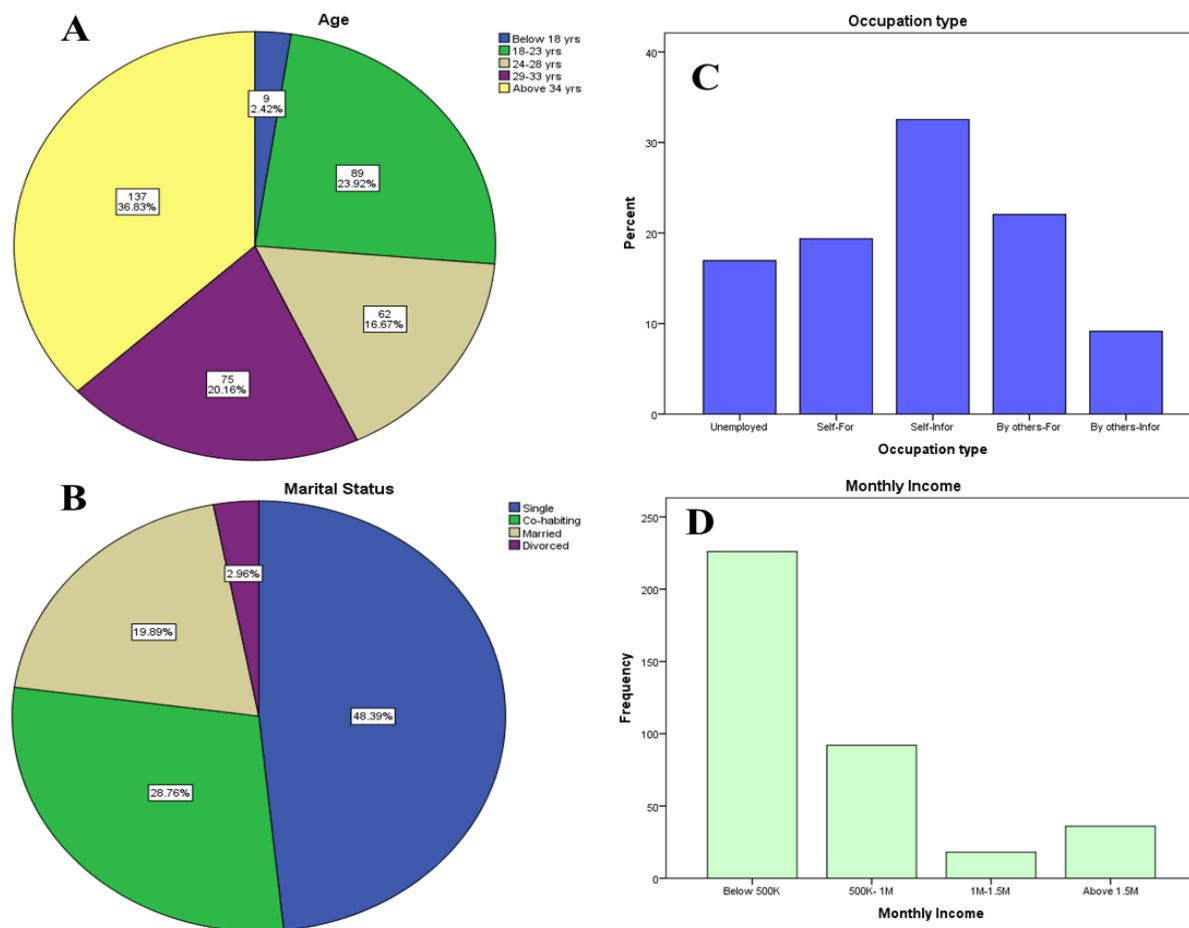 A
Age
Below 18 yrs
18-23 yrs
24-28 yrs
29-33 yrs
Above 34 yrs
9
2.42%
89
23.92%
137
36.83%
62
16.67%
75
20.16%
B
Marital Status
Single
Co-habiting
Married
Divorced
2.96%
19.89%
48.39%
28.76%
Occupation type
C
40
30
20
10
0
Percent
Unemployed
Self-For
Self-Infor
By others-For
By others-Infor
Occupation type
Monthly Income
D
250
200
150
100
50
0
Frequency
Below 500K
500K- 1M
1M-1.5M
Above 1.5M
Monthly Income